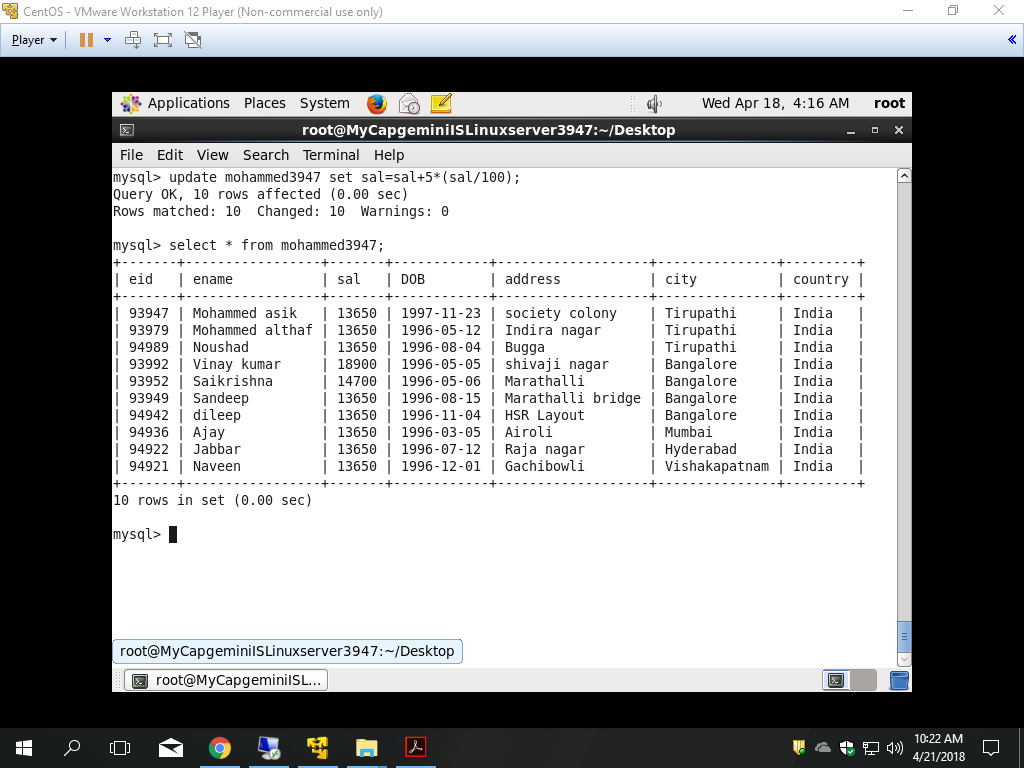 CentOS - VMware Workstation 12 Player (Non-commercial use only)
Player
Applications Places System Wed Apr 18, 4:16 AM root
root@MyCapgeminiISLinuxserver3947:~/Desktop
File Edit View Search Terminal Help
mysql> update mohammed3947 set sal=sal+5*(sal/100);
Query OK, 10 rows affected (0.00 sec)
Rows matched: 10  Changed: 10  Warnings: 0
mysql> select * from mohammed3947;
+-------+-----------------+-------+------------+-------------------+---------------+---------+
| eid   | ename           | sal   | DOB        | address           | city          | country |
+-------+-----------------+-------+------------+-------------------+---------------+---------+
| 93947 | Mohammed asik   | 13650 | 1997-11-23 | society colony    | Tirupathi     | India   |
| 93979 | Mohammed althaf | 13650 | 1996-05-12 | Indira nagar      | Tirupathi     | India   |
| 94989 | Noushad         | 13650 | 1996-08-04 | Bugga             | Tirupathi     | India   |
| 93992 | Vinay kumar     | 18900 | 1996-05-05 | shivaji nagar     | Bangalore     | India   |
| 93952 | Saikrishna      | 14700 | 1996-05-06 | Marathalli        | Bangalore     | India   |
| 93949 | Sandeep         | 13650 | 1996-08-15 | Marathalli bridge | Bangalore     | India   |
| 94942 | dileep          | 13650 | 1996-11-04 | HSR Layout        | Bangalore     | India   |
| 94936 | Ajay            | 13650 | 1996-03-05 | Airoli            | Mumbai        | India   |
| 94922 | Jabbar          | 13650 | 1996-07-12 | Raja nagar        | Hyderabad     | India   |
| 94921 | Naveen          | 13650 | 1996-12-01 | Gachibowli        | Vishakapatnam | India   |
+-------+-----------------+-------+------------+-------------------+---------------+---------+
10 rows in set (0.00 sec)
mysql>
root@MyCapgeminiISLinuxserver3947:~/Desktop
root@MyCapgeminiISL...
10:22 AM
4/21/2018